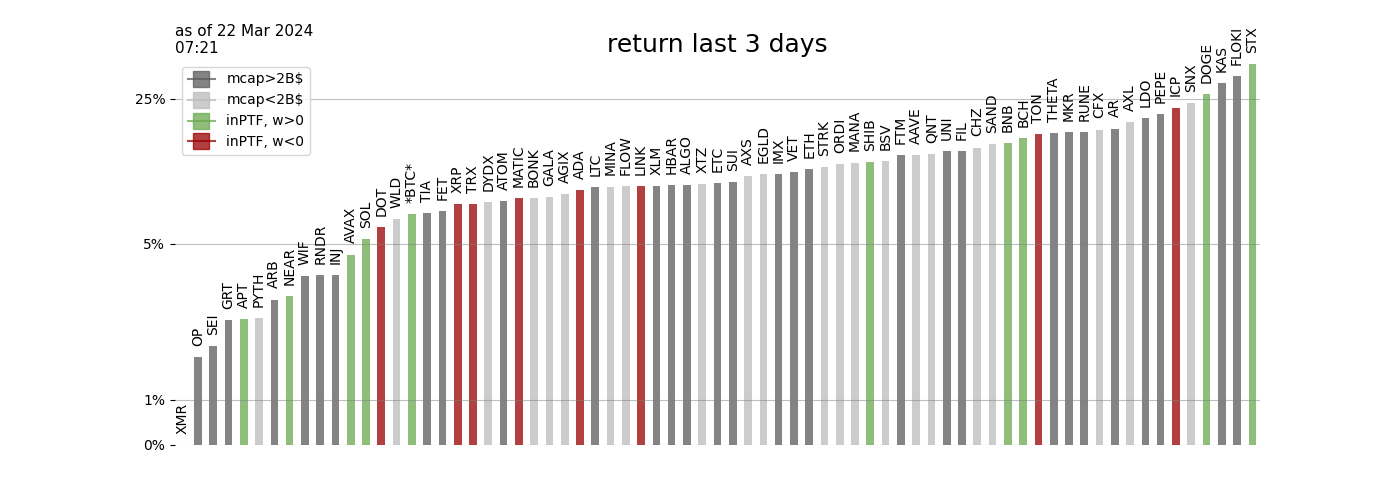 as of 22 Mar 2024
07:21
return last 3 days
mcap>2B$
mcap<2B$
inPTF, w>0
inPTF, w<0
25%
5%
1%
0%
XMR
OP
SEI
GRT
APT
PYTH
ARB
NEAR
WIF
RNDR
INJ
AVAX
SOL
DOT
WLD
*BTC*
TIA
FET
XRP
TRX
DYDX
ATOM
MATIC
BONK
GALA
AGIX
ADA
LTC
MINA
FLOW
LINK
XLM
HBAR
ALGO
XTZ
ETC
SUI
AXS
EGLD
IMX
VET
ETH
STRK
ORDI
MANA
SHIB
BSV
FTM
AAVE
QNT
UNI
FIL
CHZ
SAND
BNB
BCH
TON
THETA
MKR
RUNE
CFX
AR
AXL
LDO
PEPE
ICP
SNX
DOGE
KAS
FLOKI
STX